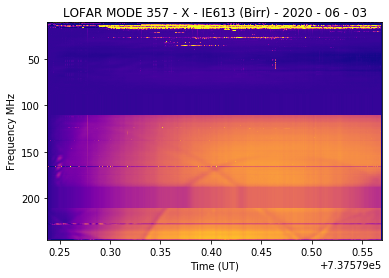 LOFAR MODE 357 - X - IE613 (Birr) - 2020 - 06 - 03
Frequency MHz
50
100
150
200
0.25 0.30 0.35 0.40 0.45 0.50 0.55
Time (UT)
+7.37579e5